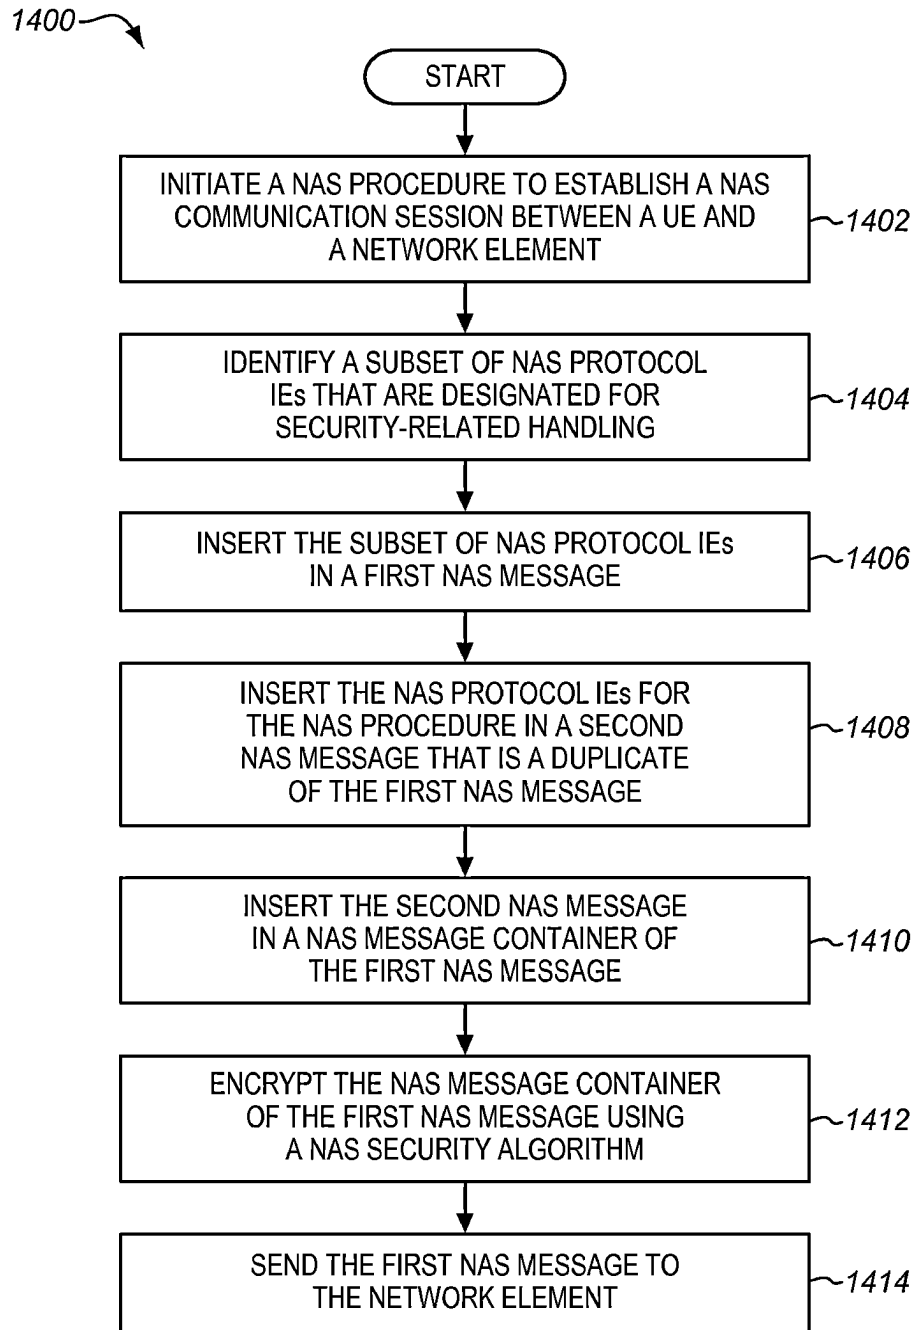 1400
START
INITIATE A NAS PROCEDURE TO ESTABLISH A NAS
COMMUNICATION SESSION BETWEEN A UE AND
A NETWORK ELEMENT
1402
IDENTIFY A SUBSET OF NAS PROTOCOL
IEs THAT ARE DESIGNATED FOR
SECURITY-RELATED HANDLING
1404
INSERT THE SUBSET OF NAS PROTOCOL IEs
IN A FIRST NAS MESSAGE
1406
INSERT THE NAS PROTOCOL IEs FOR
THE NAS PROCEDURE IN A SECOND
NAS MESSAGE THAT IS A DUPLICATE
OF THE FIRST NAS MESSAGE
1408
INSERT THE SECOND NAS MESSAGE
IN A NAS MESSAGE CONTAINER OF
THE FIRST NAS MESSAGE
1410
ENCRYPT THE NAS MESSAGE CONTAINER
OF THE FIRST NAS MESSAGE USING
A NAS SECURITY ALGORITHM
1412
SEND THE FIRST NAS MESSAGE TO
THE NETWORK ELEMENT
1414